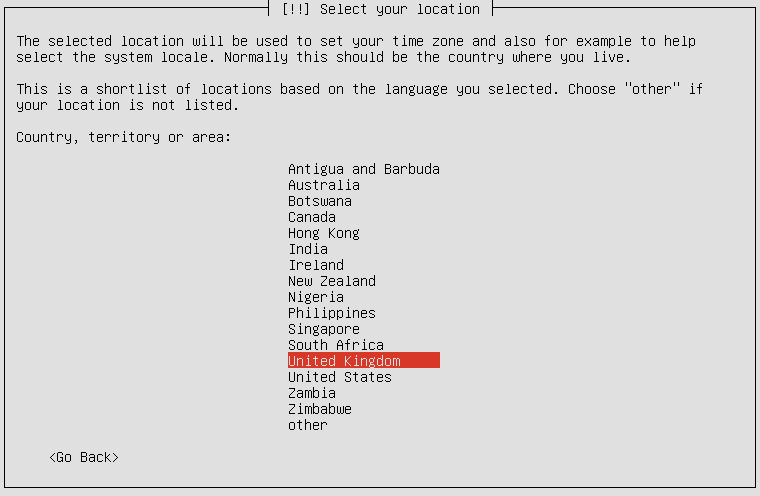 [!!] Select your location
The selected location will be used to set your time zone and also for example to help
select the system locale. Normally this should be the country where you live.
This is a shortlist of locations based on the language you selected. Choose "other" if
your location is not listed.
Country, territory or area:
Antigua and Barbuda
Australia
Botswana
Canada
Hong Kong
India
Ireland
New Zealand
Nigeria
Philippines
Singapore
South Africa
United Kingdom
United States
Zambia
Zimbabwe
other
<Go Back>